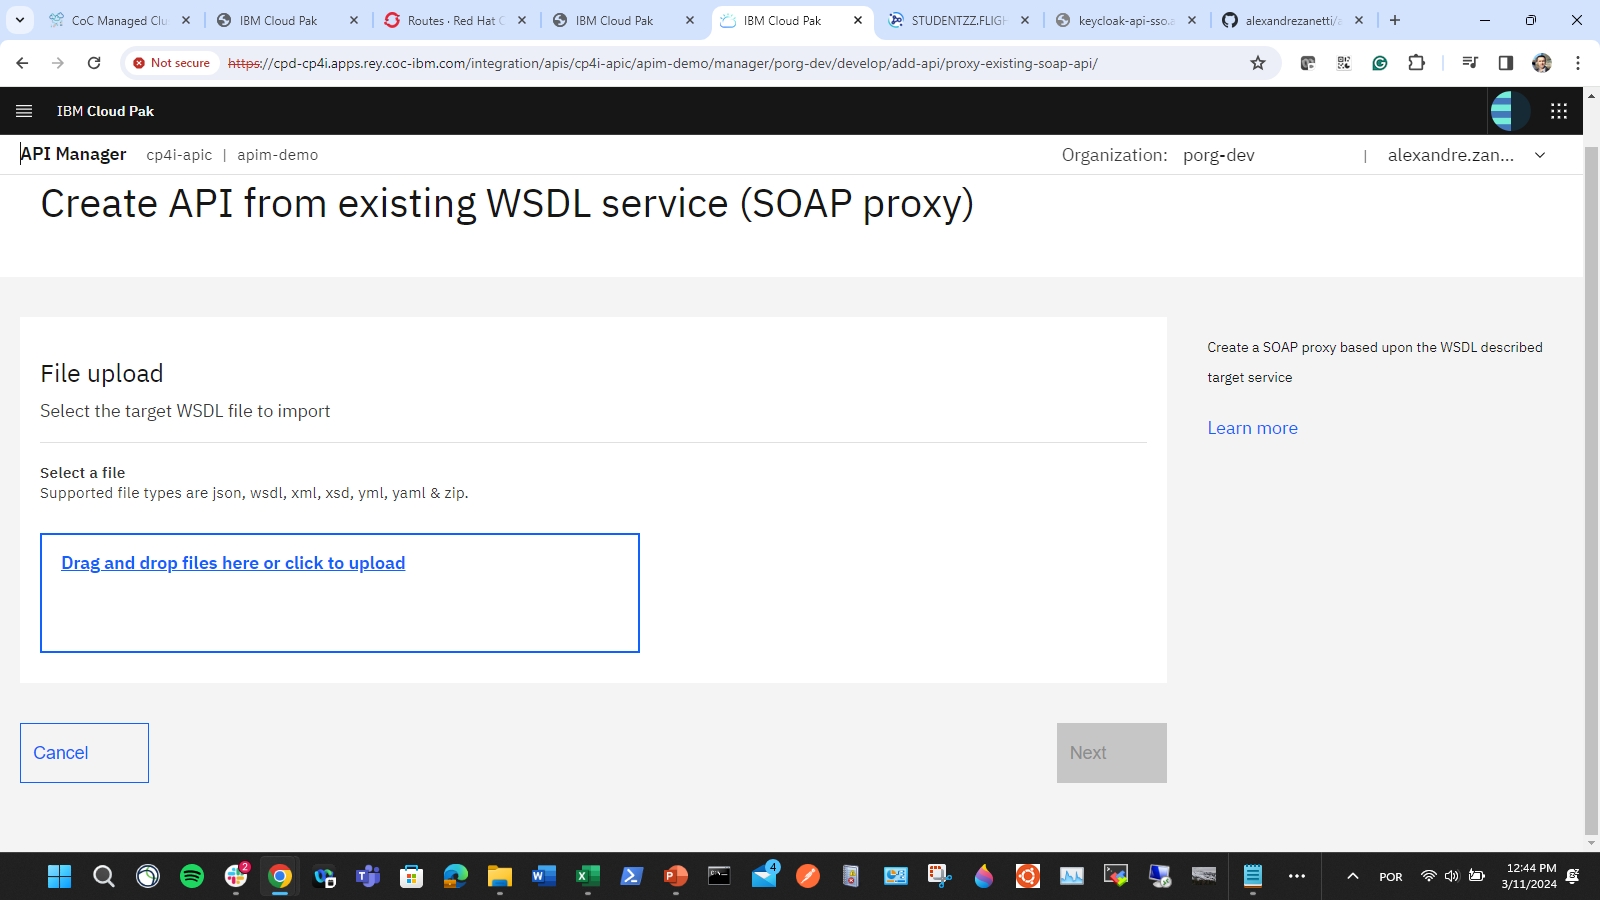 CoC Managed Clu
IBM Cloud Pak
Routes · Red Hat C
IBM Cloud Pak
IBM Cloud Pak
STUDENTZZ.FLIGH
keycloak-api-sso.a
alexandrezanetti/a
Not secure
https://cpd-cp4i.apps.rey.coc-ibm.com/integration/apis/cp4i-apic/apim-demo/manager/porg-dev/develop/add-api/proxy-existing-soap-api/
IBM Cloud Pak
API Manager cp4i-apic | apim-demo
Organization: porg-dev | alexandre.zan...
Create API from existing WSDL service (SOAP proxy)
File upload
Select the target WSDL file to import
Select a file
Supported file types are json, wsdl, xml, xsd, yml, yaml & zip.
Drag and drop files here or click to upload
Cancel
Next
Create a SOAP proxy based upon the WSDL described
target service
Learn more
2
4
POR
12:44 PM
3/11/2024